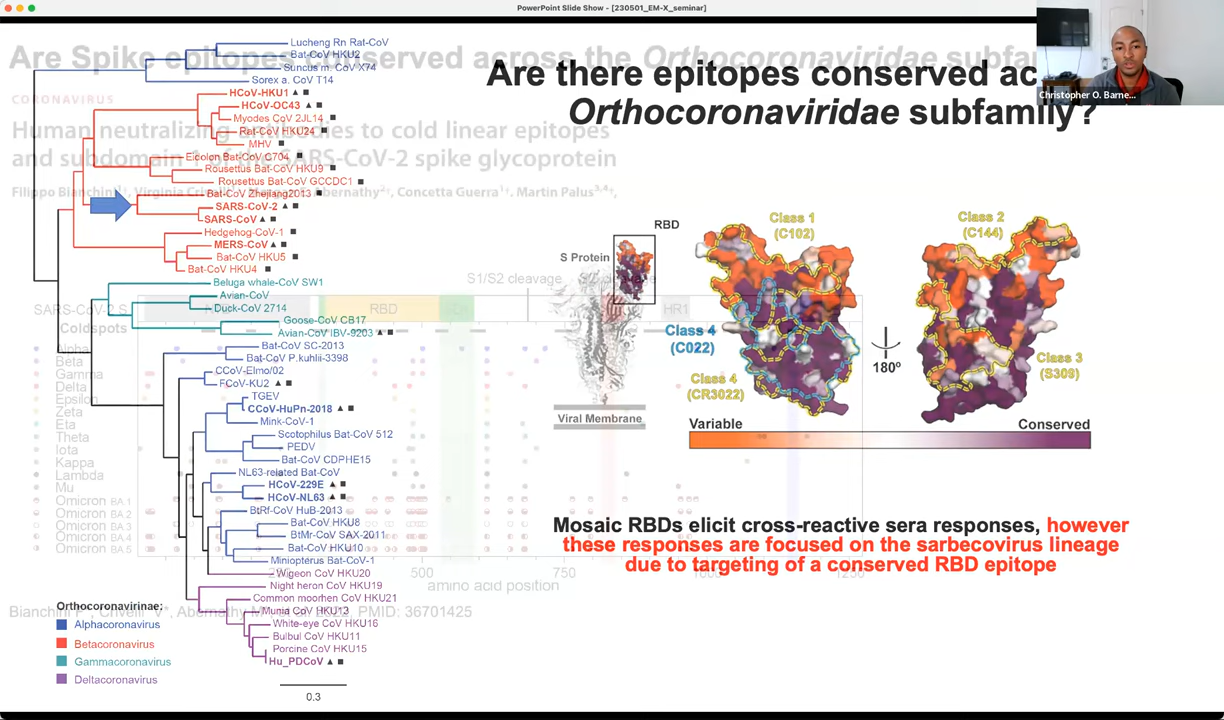 PowerPoint Slide Show - [230501_EM-X_seminar]
Are Spike epitopes conserved across the Orthocoronaviridae subfam
Are there epitopes conserved ac
Orthocoronaviridae subfamily?
Christopher O. Barne...
CORONAVIRUS
Human neutralizing antibodies to cold linear epitopes
and subdomain 1 of the SARS-CoV-2 spike glycoprotein
Filippo Bianchini, Virginia Abernathy, Concetta Guerra, Martin Palus,
Lucheng Rn Rat-CoV
Bat-CoV HKU2
Suncus m. CoV X74
Sorex a. CoV T14
HCoV-HKU1
HCoV-OC43
Myodes CoV 2JL14
Rat-CoV HKU24
MHV
Eidolon Bat-CoV C704
Rousettus Bat-CoV HKU9
Rousettus Bat-CoV GCCDC1
Bat-CoV Zhejiang2013
SARS-CoV-2
SARS-CoV
Hedgehog-CoV-1
MERS-CoV
Bat-CoV HKU5
Bat-CoV HKU4
Beluga whale-CoV SW1
Avian-CoV
Duck-CoV 2714
Goose-CoV CB17
Avian-CoV IBV-9203
Bat-CoV SC-2013
Bat-CoV P.kuhlii-3398
CCoV-Elmo/02
FCoV-KU2
TGEV
CCoV-HuPn-2018
Mink-CoV-1
Scotophilus Bat-CoV 512
PEDV
Bat-CoV CDPHE15
NL63-related Bat-CoV
HCoV-229E
HCoV-NL63
BtRf-CoV HuB-2013
Bat-CoV HKU8
BtMr-CoV SAX-2011
Bat-CoV HKU10
Miniopterus BatCoV-1
Wigeon CoV HKU20
Night heron CoV HKU19
Common moorhen CoV HKU21
Munia CoV HKU13
White-eye CoV HKU16
Bulbul CoV HKU11
Porcine CoV HKU15
Hu_PDCoV
0.3
Orthocoronavirinae:
Alphacoronavirus
Betacoronavirus
Gammacoronavirus
Deltacoronavirus
SARS-CoV-2 S
Coldspots
Alpha
Beta
Gamma
Delta
Epsilon
Zeta
Eta
Theta
Iota
Kappa
Lambda
Mu
Omicron BA.1
Omicron BA.2
Omicron BA.3
Omicron BA.4
Omicron BA.5
RBD
S1/S2 cleavage
HR1
500
750
1000
1250
amino acid position
PMID: 36701425
S Protein
RBD
Viral Membrane
Class 1
(C102)
Class 2
(C144)
Class 4
(C022)
Class 4
(CR3022)
180°
Class 3
(S309)
Variable
Conserved
Mosaic RBDs elicit cross-reactive sera responses, however
these responses are focused on the sarbecovirus lineage
due to targeting of a conserved RBD epitope